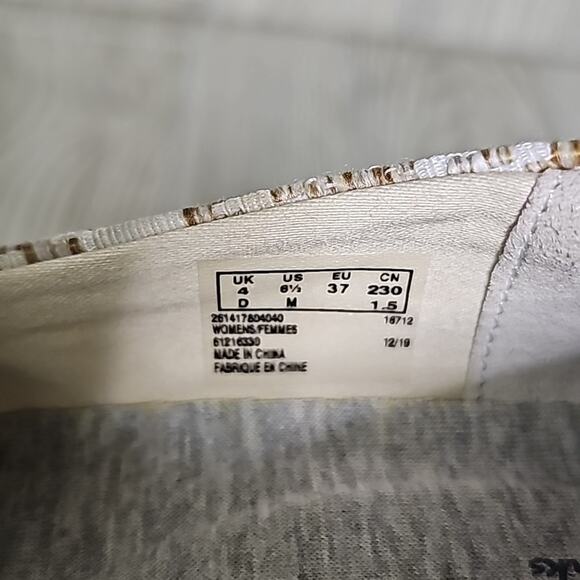 UK US EU CN
4 6½ 37 230
D M 1.5
261417804040 16712
WOMENS/FEMMES
61216330 12/19
MADE IN CHINA
FABRIQUE EN CHINE